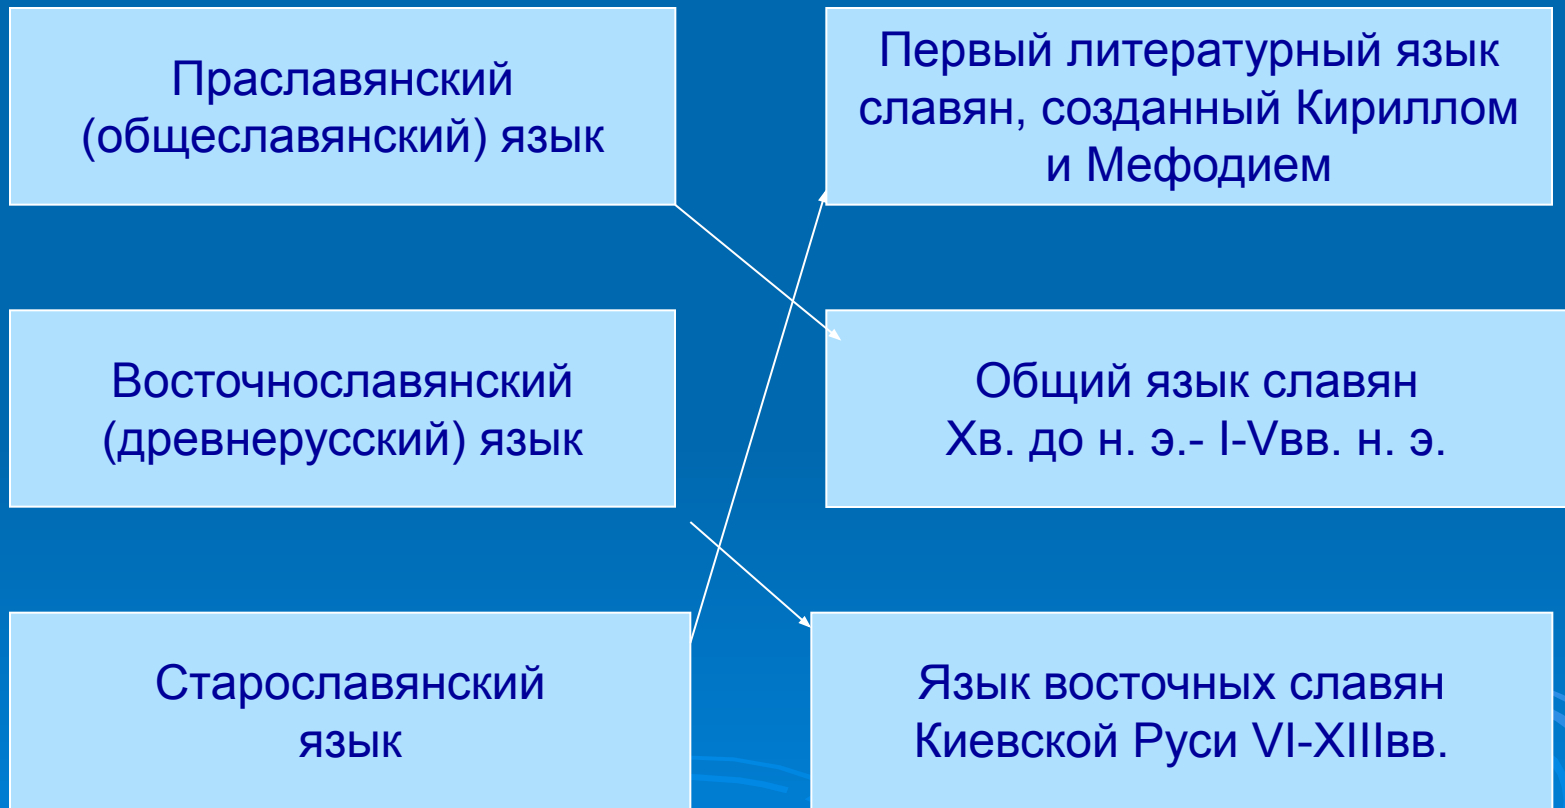 Праславянский
(общеславянский) язык
Первый литературный язык
славян, созданный Кириллом
и Мефодием
Восточнославянский
(древнерусский) язык
Общий язык славян
Xв. до н. э.- I-Vвв. н. э.
Старославянский
язык
Язык восточных славян
Киевской Руси VI-XIIIвв.